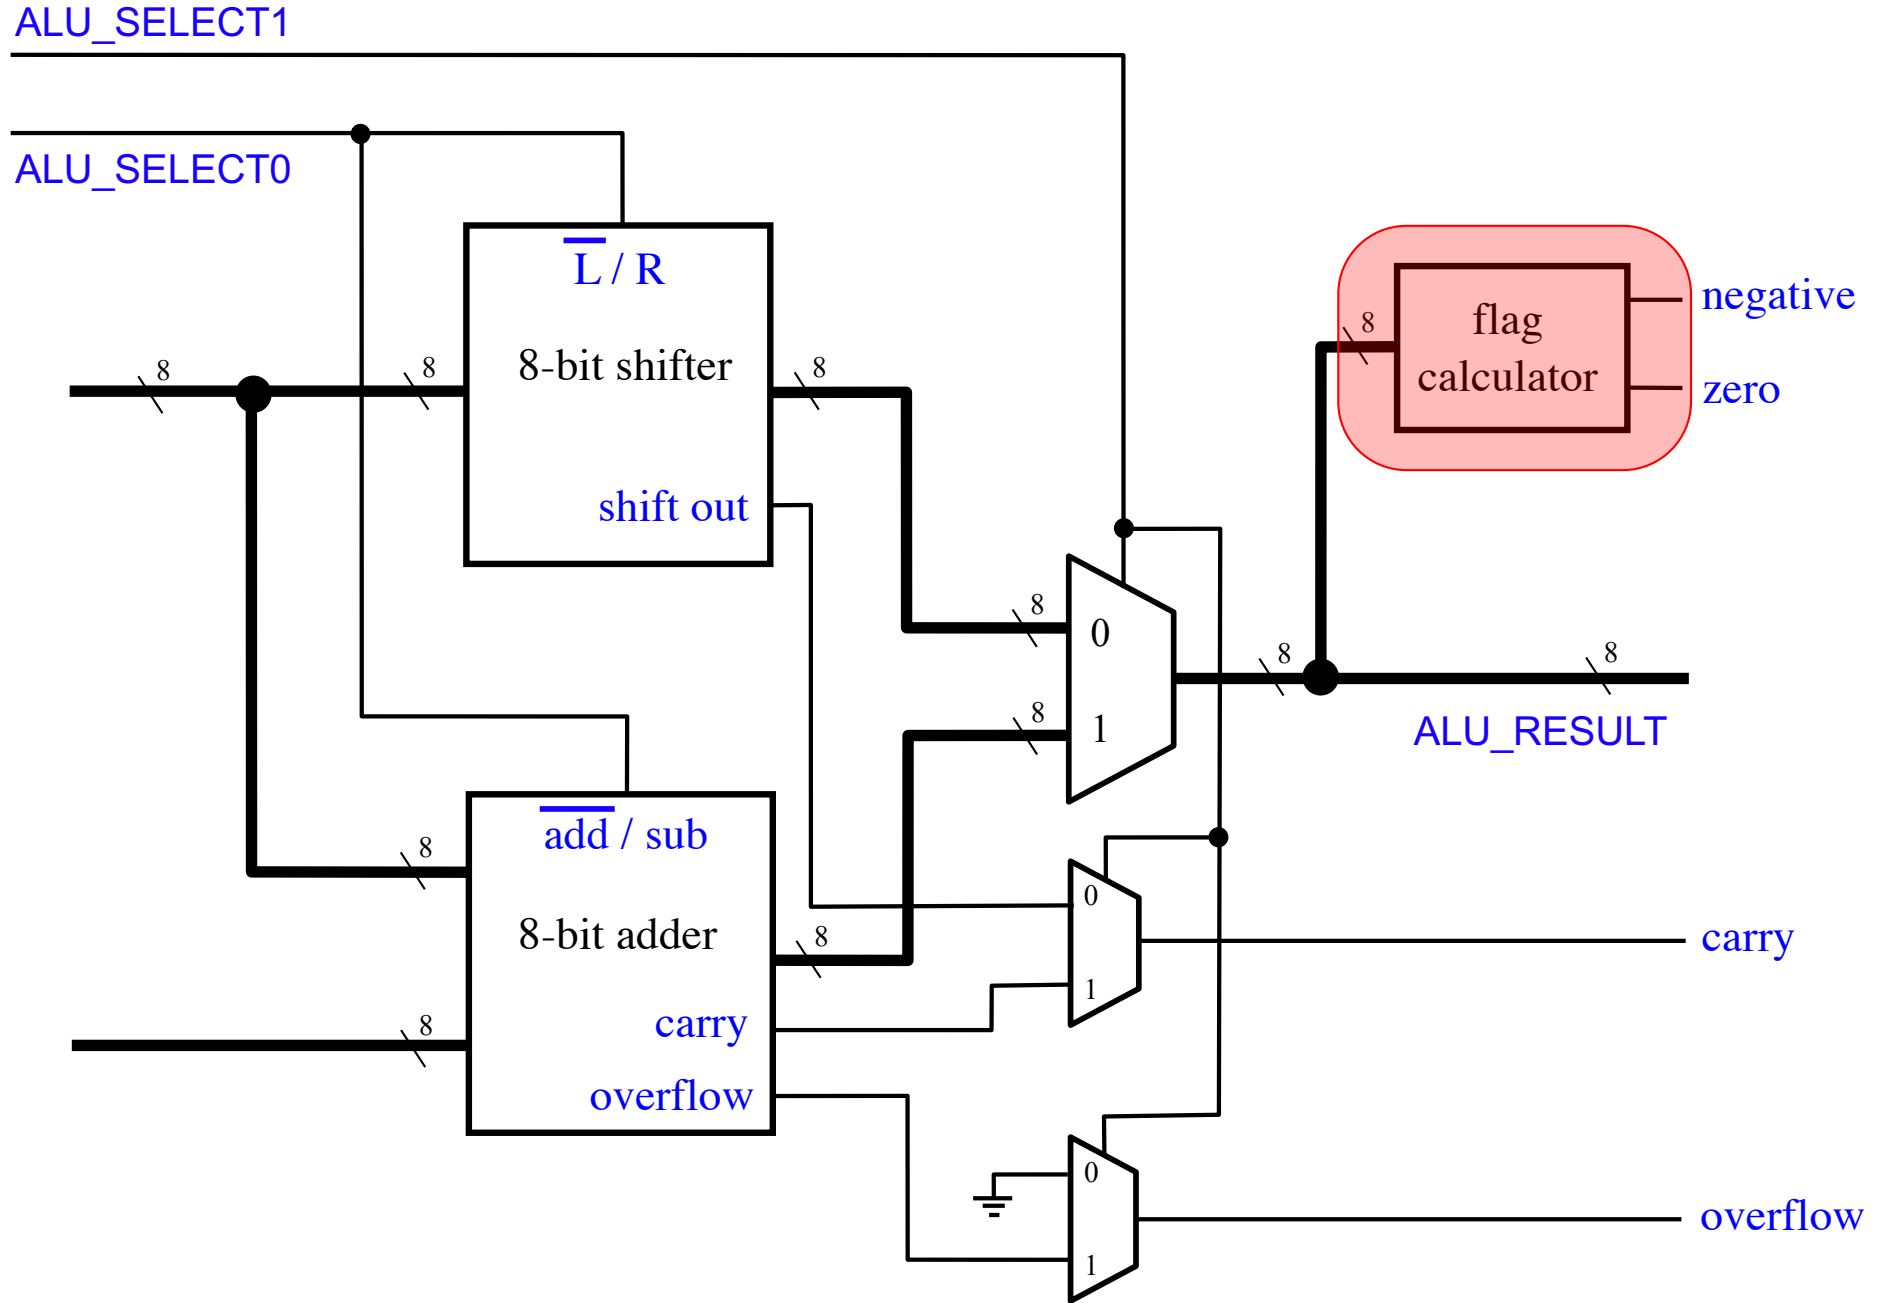 ALU_SELECT1
ALU_SELECT0
L / R
8-bit shifter
shift out
8
8
8
add / sub
8-bit adder
carry
overflow
8
8
8
8
8
0
1
0
1
0
1
8
8
ALU_RESULT
8
flag
calculator
negative
zero
carry
overflow